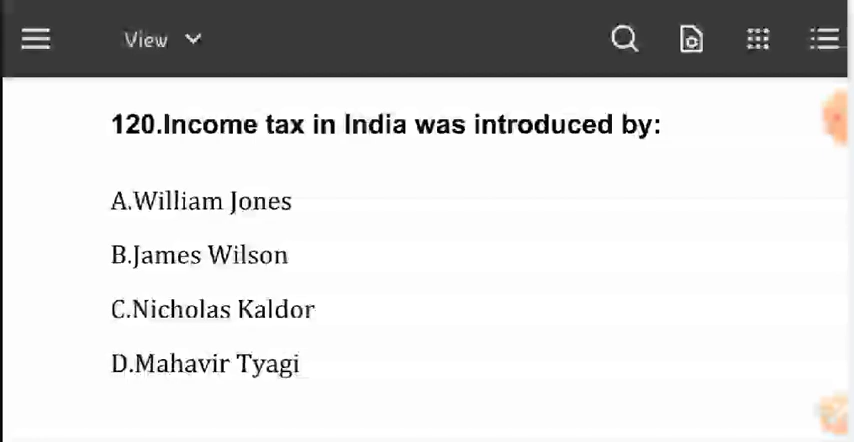 View
120.Income tax in India was introduced by:
A.William Jones
B.James Wilson
C.Nicholas Kaldor
D.Mahavir Tyagi